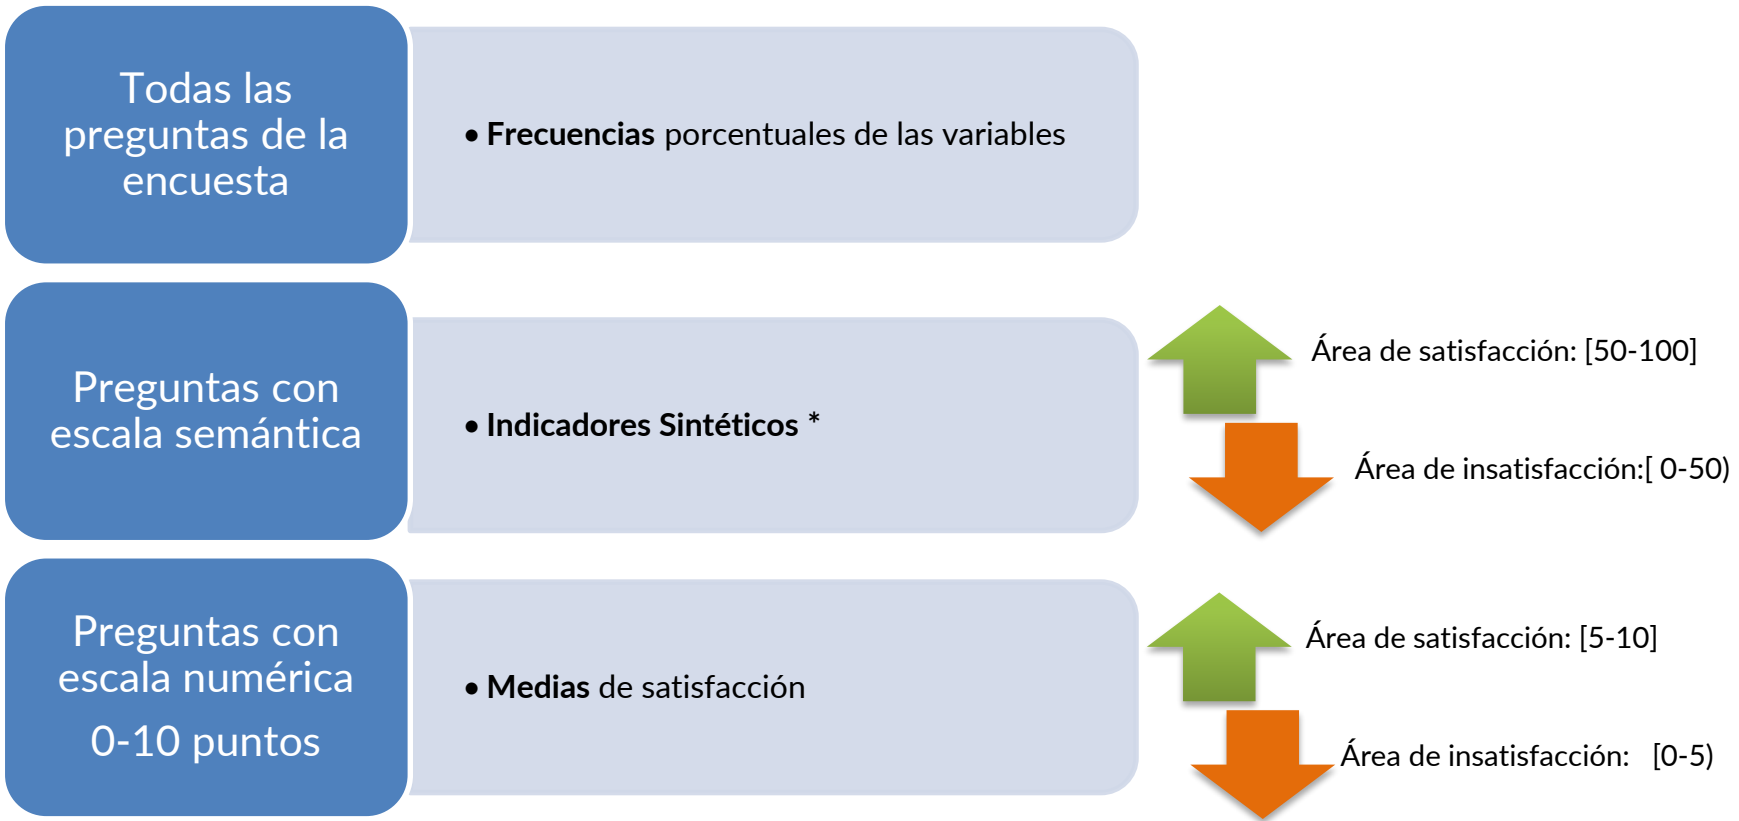 Todas las
preguntas de la
encuesta
• Frecuencias porcentuales de las variables
Preguntas con
escala semántica
• Indicadores Sintéticos *
Área de satisfacción: [50-100]
Área de insatisfacción:[ 0-50)
Preguntas con
escala numérica
0-10 puntos
• Medias de satisfacción
Área de satisfacción: [5-10]
Área de insatisfacción: [0-5)